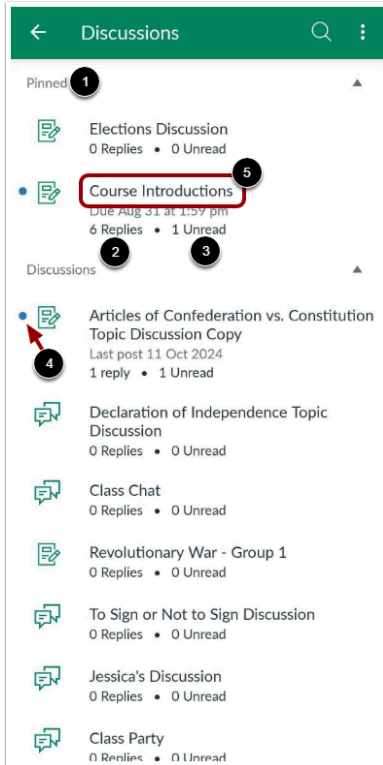 Discussions
Pinned 1
Elections Discussion
0 Replies • 0 Unread
5
Course Introductions
Due Aug 31 at 1:59 pm
6 Replies • 1 Unread
2 3
Discussions
Articles of Confederation vs. Constitution
Topic Discussion Copy
Last post 11 Oct 2024
4
1 reply • 1 Unread
Declaration of Independence Topic
Discussion
0 Replies • 0 Unread
Class Chat
0 Replies • 0 Unread
Revolutionary War - Group 1
0 Replies • 0 Unread
To Sign or Not to Sign Discussion
0 Replies • 0 Unread
Jessica's Discussion
0 Replies • 0 Unread
Class Party
0 Replies • 0 Unread